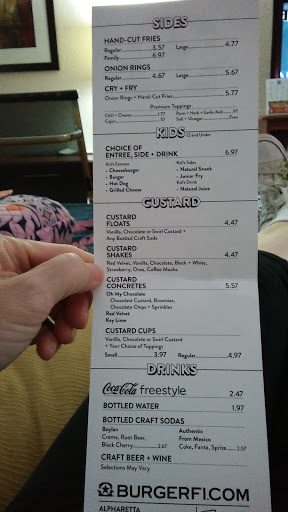 SIDES
HAND-CUT FRIES
Regular 3.57 Large 4.77
Family 6.97
ONION RINGS
Regular 4.67 Large 5.67
CRY + FRY
Onion Rings + Hand-Cut Fries 5.77
Premium Toppings
Chili + Cheese 1.77 Parm + Herb + Garlic Aioli .97
Cajun .37 Salt + Vinegar Free
KIDS 12 and Under
CHOICE OF
ENTREE, SIDE + DRINK 6.97
Kid's Entrees Kid's Sides
- Cheeseburger - Natural Snack
- Burger - Junior Fry
- Hot Dog Kid's Drink
- Grilled Cheese - Natural Juice
CUSTARD
CUSTARD
FLOATS 4.47
Vanilla, Chocolate or Swirl Custard +
Any Bottled Craft Soda
CUSTARD
SHAKES 4.47
Red Velvet, Vanilla, Chocolate, Black + White,
Strawberry, Oreo, Coffee Mocha
CUSTARD
CONCRETES 5.57
Oh My Chocolate
Chocolate Custard, Brownies,
Chocolate Chips + Sprinkles
Red Velvet
Key Lime
CUSTARD CUPS
Vanilla, Chocolate or Swirl Custard
+ Your Choice of Toppings
Small 3.97 Regular 4.97
DRINKS
Coca-Cola freestyle 2.47
BOTTLED WATER 1.97
BOTTLED CRAFT SODAS
Boylan Authentic
Creme, Root Beer, From Mexico
Black Cherry 2.67 Coke, Fanta, Sprite 3.57
CRAFT BEER + WINE
Selections May Vary
BURGERFI.COM
ALPHARETTA